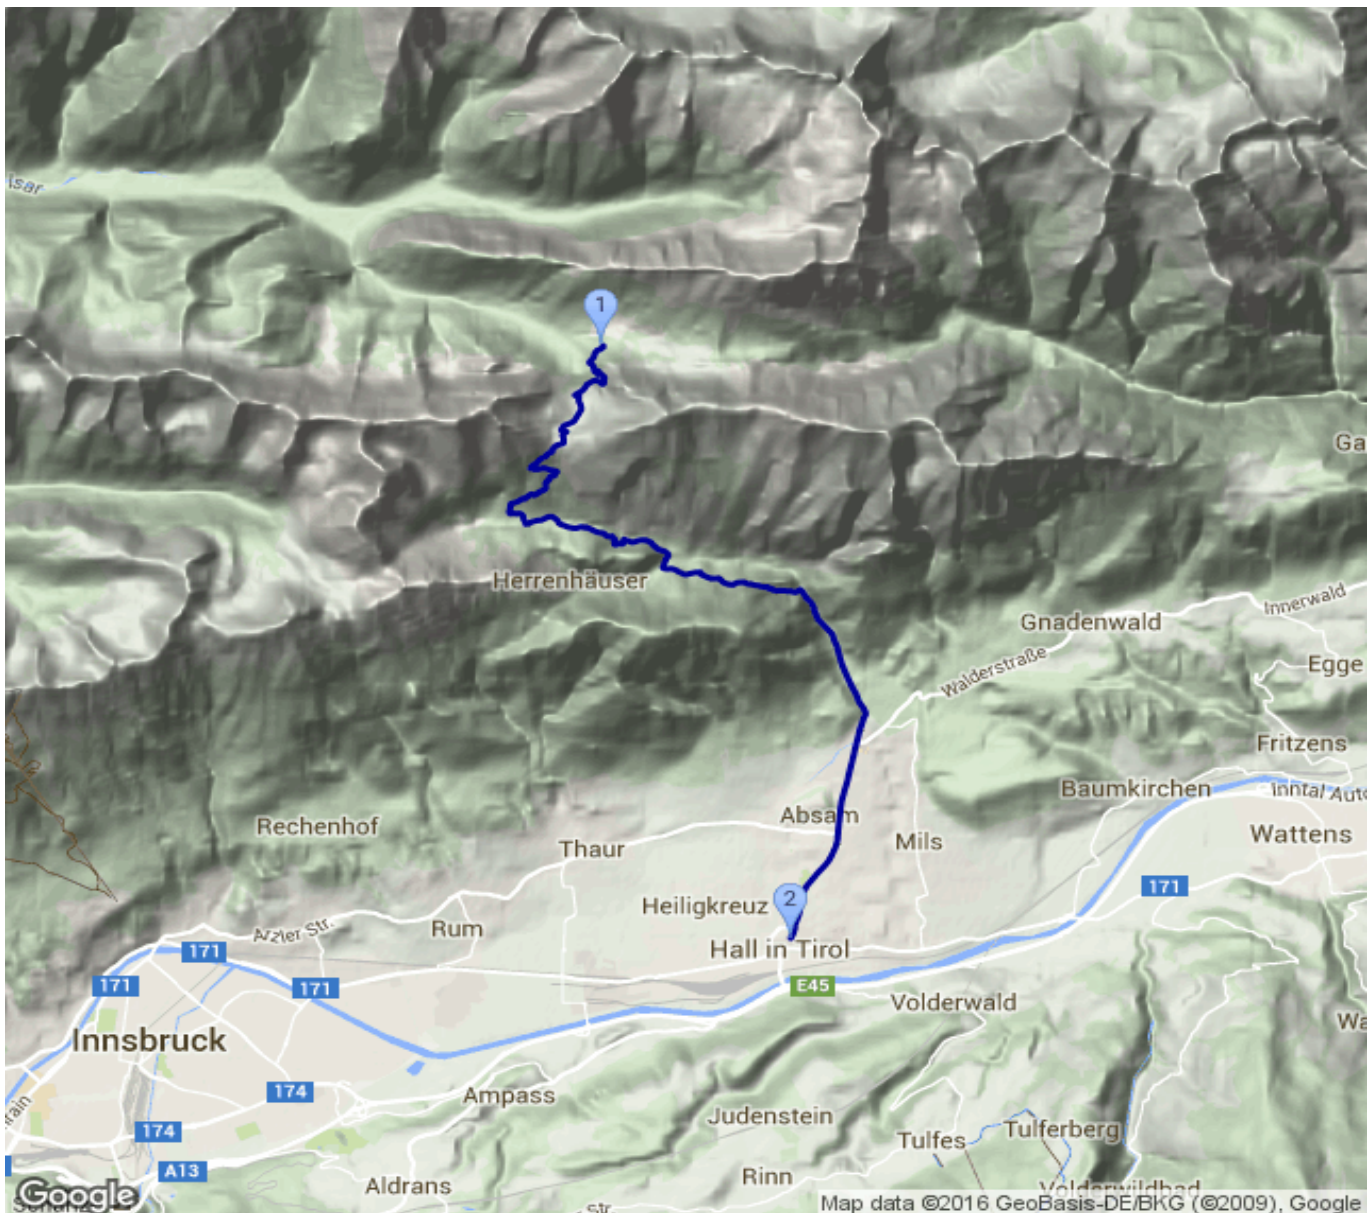 Isar
1
Ga
Herrenhäuser
Innerwald
Gnadenwald
Walderstraße
Egge
Fritzens
Baumkirchen
Inntal Auto
Absam
Rechenhof
Wattens
Thaur
Mils
171
2
Heiligkreuz
Arzler Str.
Rum
Hall in Tirol
171
171
171
E45
Volderwald
Wa
Innsbruck
174
Ampass
Judenstein
Tulferberg
174
Tulfes
A13
Rinn
Aldrans
Volderwildbad
Google
Str
Map data ©2016 GeoBasis-DE/BKG (©2009), Google